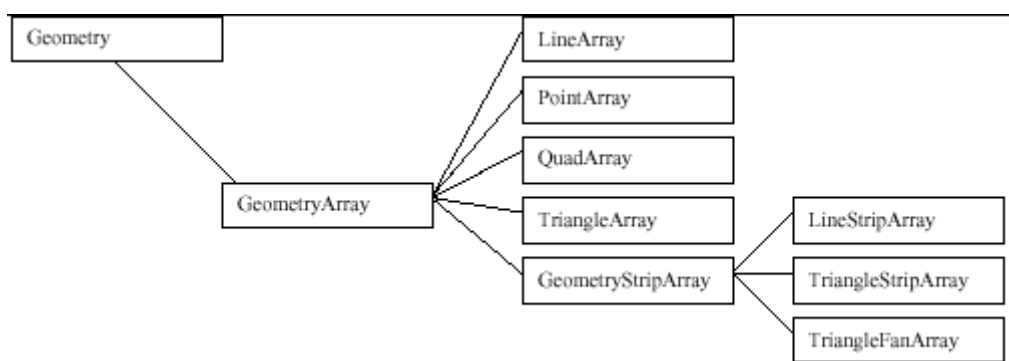 Geometry
GeometryArray
LineArray
PointArray
QuadArray
TriangleArray
GeometryStripArray
LineStripArray
TriangleStripArray
TriangleFanArray